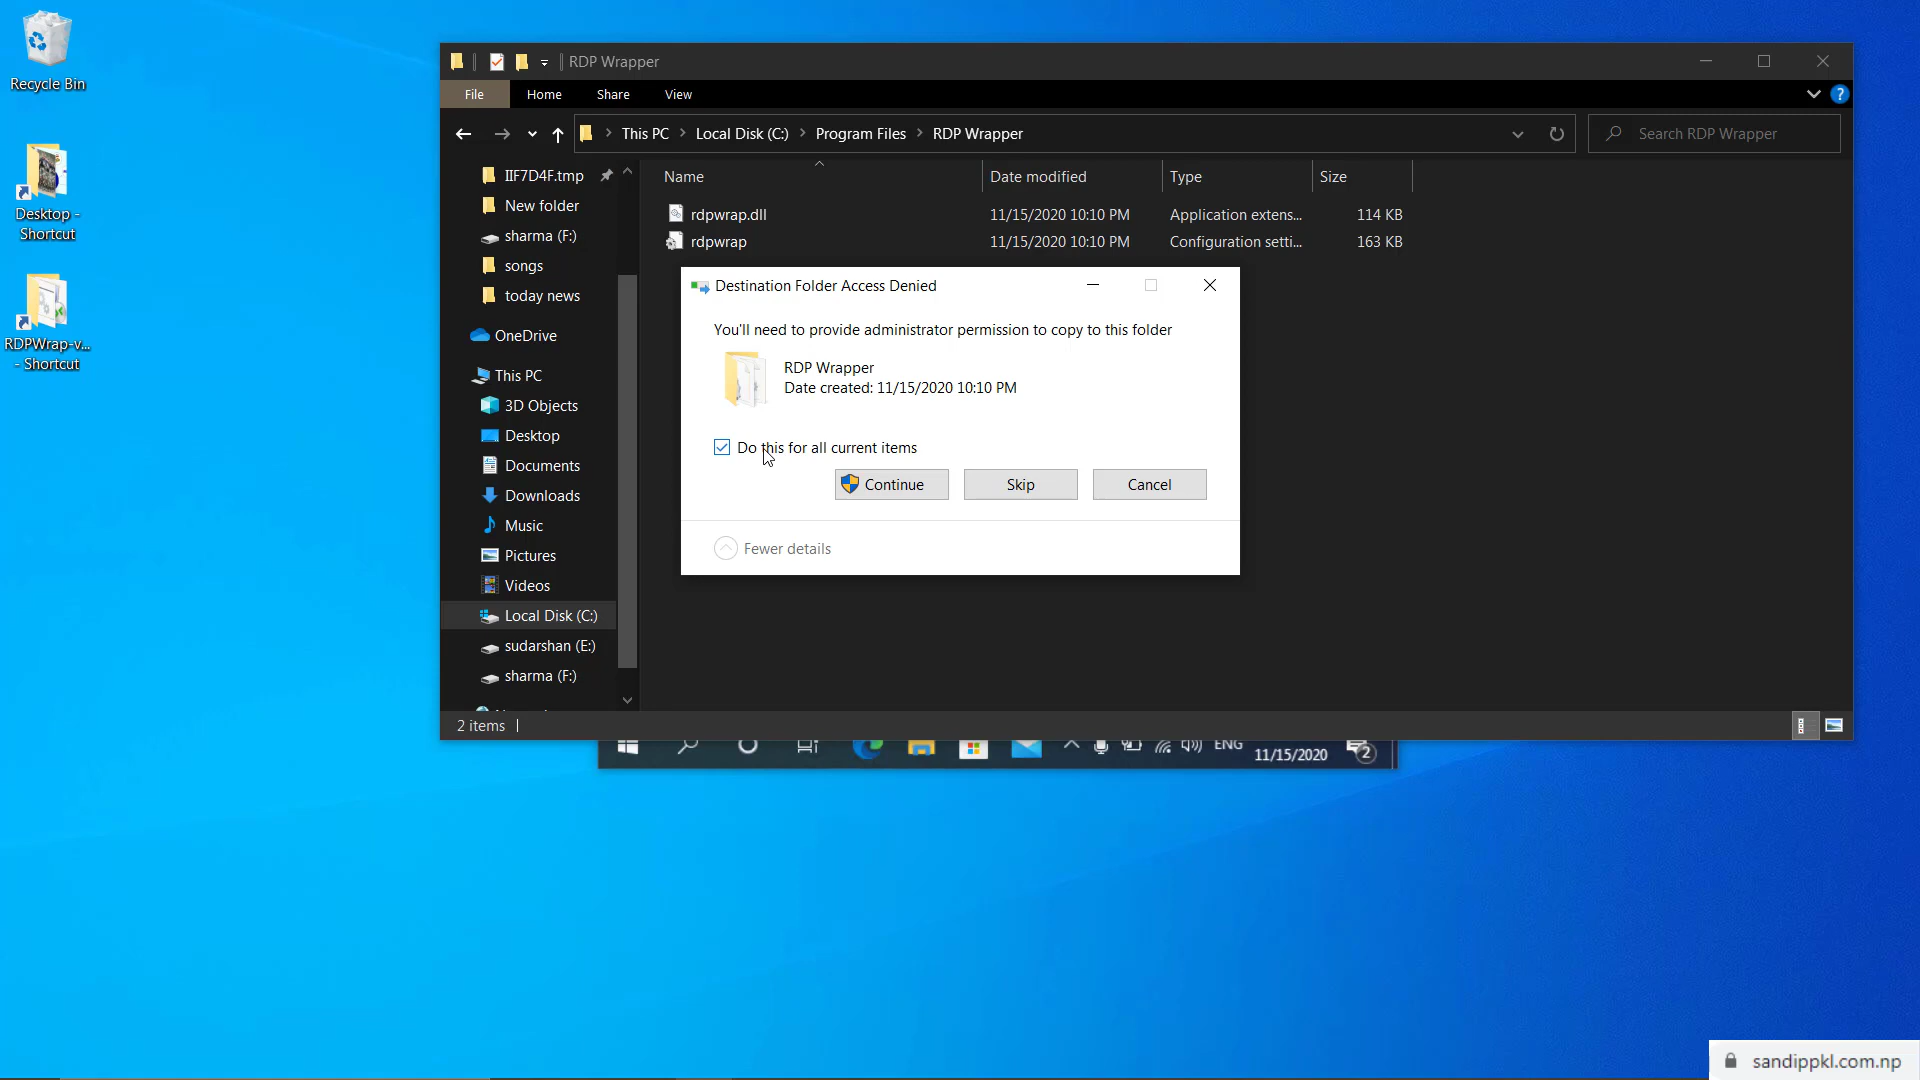 Recycle Bin
Desktop -
Shortcut
RDPWrap-v...
- Shortcut
RDP Wrapper
File
Home
Share
View
This PC
Local Disk (C:)
Program Files
RDP Wrapper
Search RDP Wrapper
IIF7D4F.tmp
New folder
sharma (F:)
songs
today news
OneDrive
This PC
3D Objects
Desktop
Documents
Downloads
Music
Pictures
Videos
Local Disk (C:)
sudarshan (E:)
sharma (F:)
Name
Date modified
Type
Size
rdpwrap.dll
11/15/2020 10:10 PM
Application extens...
114 KB
rdpwrap
11/15/2020 10:10 PM
Configuration setti...
163 KB
Destination Folder Access Denied
You'll need to provide administrator permission to copy to this folder
RDP Wrapper
Date created: 11/15/2020 10:10 PM
Do this for all current items
Continue
Skip
Cancel
Fewer details
2 items
ENG
11/15/2020
2
sandippkl.com.np